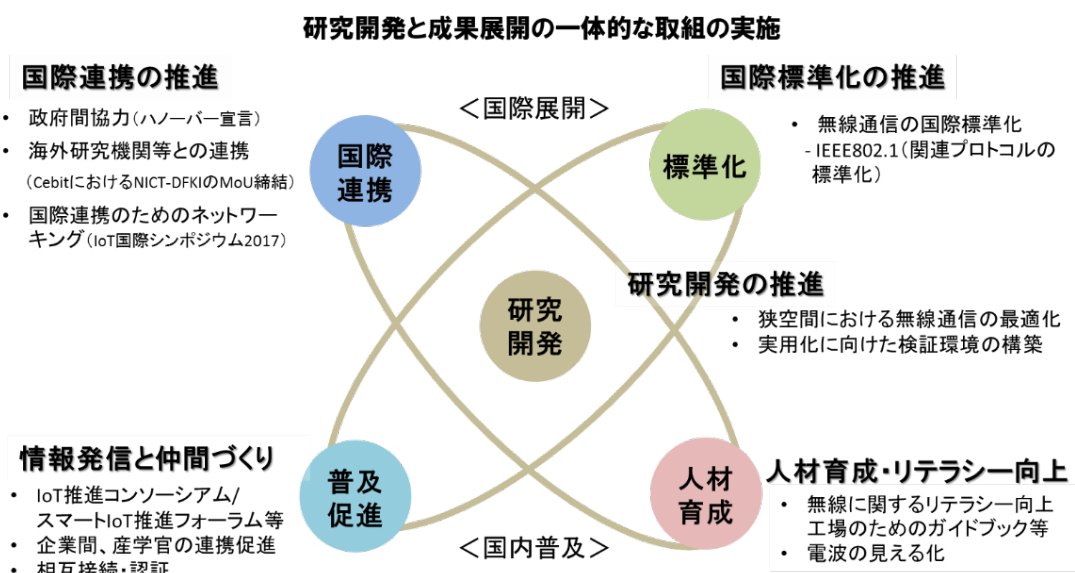 研究開発と成果展開の一体的な取組の実施
国際連携の推進
• 政府間協力(ハノーバー宣言)
• 海外研究機関等との連携
(CebitにおけるNICT-DFKIのMoU締結)
• 国際連携のためのネットワー
キング(IoT国際シンポジウム2017)
<国際展開>
国際
連携
標準化
国際標準化の推進
• 無線通信の国際標準化
- IEEE802.1(関連プロトコルの
標準化)
研究
開発
研究開発の推進
• 狭空間における無線通信の最適化
• 実用化に向けた検証環境の構築
情報発信と仲間づくり
• IoT推進コンソーシアム/
スマートIoT推進フォーラム等
• 企業間、産学官の連携促進
• 相互接続・認証
普及
促進
<国内普及>
人材
育成
人材育成・リテラシー向上
• 無線に関するリテラシー向上
工場のためのガイドブック等
• 電波の見える化